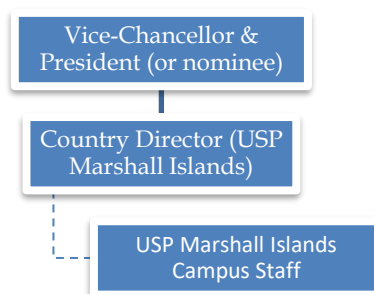 Vice-Chancellor &
President (or nominee)
Country Director (USP
Marshall Islands)
USP Marshall Islands
Campus Staff